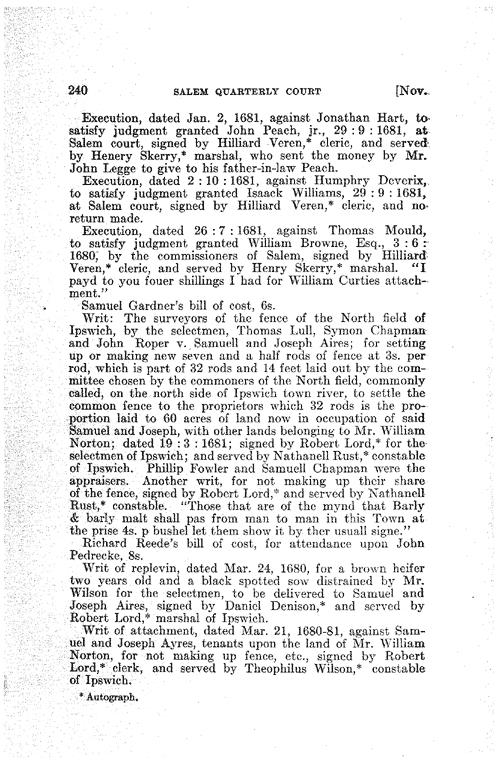 240 SALEM QUARTERLY COURT [Nov.
Execution, dated Jan. 2, 1681, against Jonathan Hart, to
satisfy judgment granted John Peach, jr., 29 : 9 : 1681, at
Salem court, signed by Hilliard Veren,* cleric, and served
by Henery Skerry,* marshal, who sent the money by Mr.
John Legge to give to his father-in-law Peach.
Execution, dated 2 : 10 : 1681, against Humphry Deverix,
to satisfy judgment granted Isaack Williams, 29 : 9 : 1681,
at Salem court, signed by Hilliard Veren,* cleric, and no
return made.
Execution, dated 26 : 7 : 1681, against Thomas Mould,
to satisfy judgment granted William Browne, Esq., 3 : 6 :
1680, by the commissioners of Salem, signed by Hilliard
Veren,* cleric, and served by Henry Skerry,* marshal. "I
payd to you fouer shillings I had for William Curties attach-
ment."
Samuel Gardner's bill of cost, 6s.
Writ: The surveyors of the fence of the North field of
Ipswich, by the selectmen, Thomas Lull, Symon Chapman
and John Roper v. Samuell and Joseph Aires; for setting
up or making new seven and a half rods of fence at 3s. per
rod, which is part of 32 rods and 14 feet laid out by the com-
mittee chosen by the commoners of the North field, commonly
called, on the north side of Ipswich town river, to settle the
common fence to the proprietors which 32 rods is the pro-
portion laid to 60 acres of land now in occupation of said
Samuel and Joseph, with other lands belonging to Mr. William
Norton; dated 19 : 3 : 1681; signed by Robert Lord,* for the
selectmen of Ipswich; and served by Nathanell Rust,* constable
of Ipswich. Phillip Fowler and Samuell Chapman were the
appraisers. Another writ, for not making up their share
of the fence, signed by Robert Lord,* and served by Nathanell
Rust,* constable. "Those that are of the mynd that Barly
& barly malt shall pas from man to man in this Town at
the prise 4s. p bushel let them show it by ther usuall signe."
Richard Reede's bill of cost, for attendance upon John
Pedrecke, 8s.
Writ of replevin, dated Mar. 24, 1680, for a brown heifer
two years old and a black spotted sow distrained by Mr.
Wilson for the selectmen, to be delivered to Samuel and
Joseph Aires, signed by Daniel Denison,* and served by
Robert Lord,* marshal of Ipswich.
Writ of attachment, dated Mar. 21, 1680-81, against Sam-
uel and Joseph Ayres, tenants upon the land of Mr. William
Norton, for not making up fence, etc., signed by Robert
Lord,* clerk, and served by Theophilus Wilson,* constable
of Ipswich.
* Autograph.